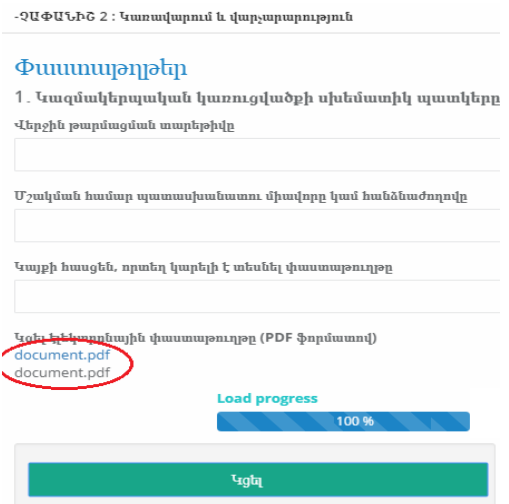 -ՉԱՓԱՆԻՇ 2 : Կառավարում և վարչարարություն
Փաստաթղթեր
1. Կազմակերպական կառուցվածքի սխեմատիկ պատկերը
Վերջին թարմացման տարեթիվը
Մշակման համար պատասխանատու միավորը կամ հանձնաժողովը
Կայքի հասցեն, որտեղ կարելի է տեսնել փաստաթուղթը
Կցել էլեկտրոնային փաստաթուղթը (PDF ֆորմատով)
document.pdf
document.pdf
Load progress
100 %
Կցել